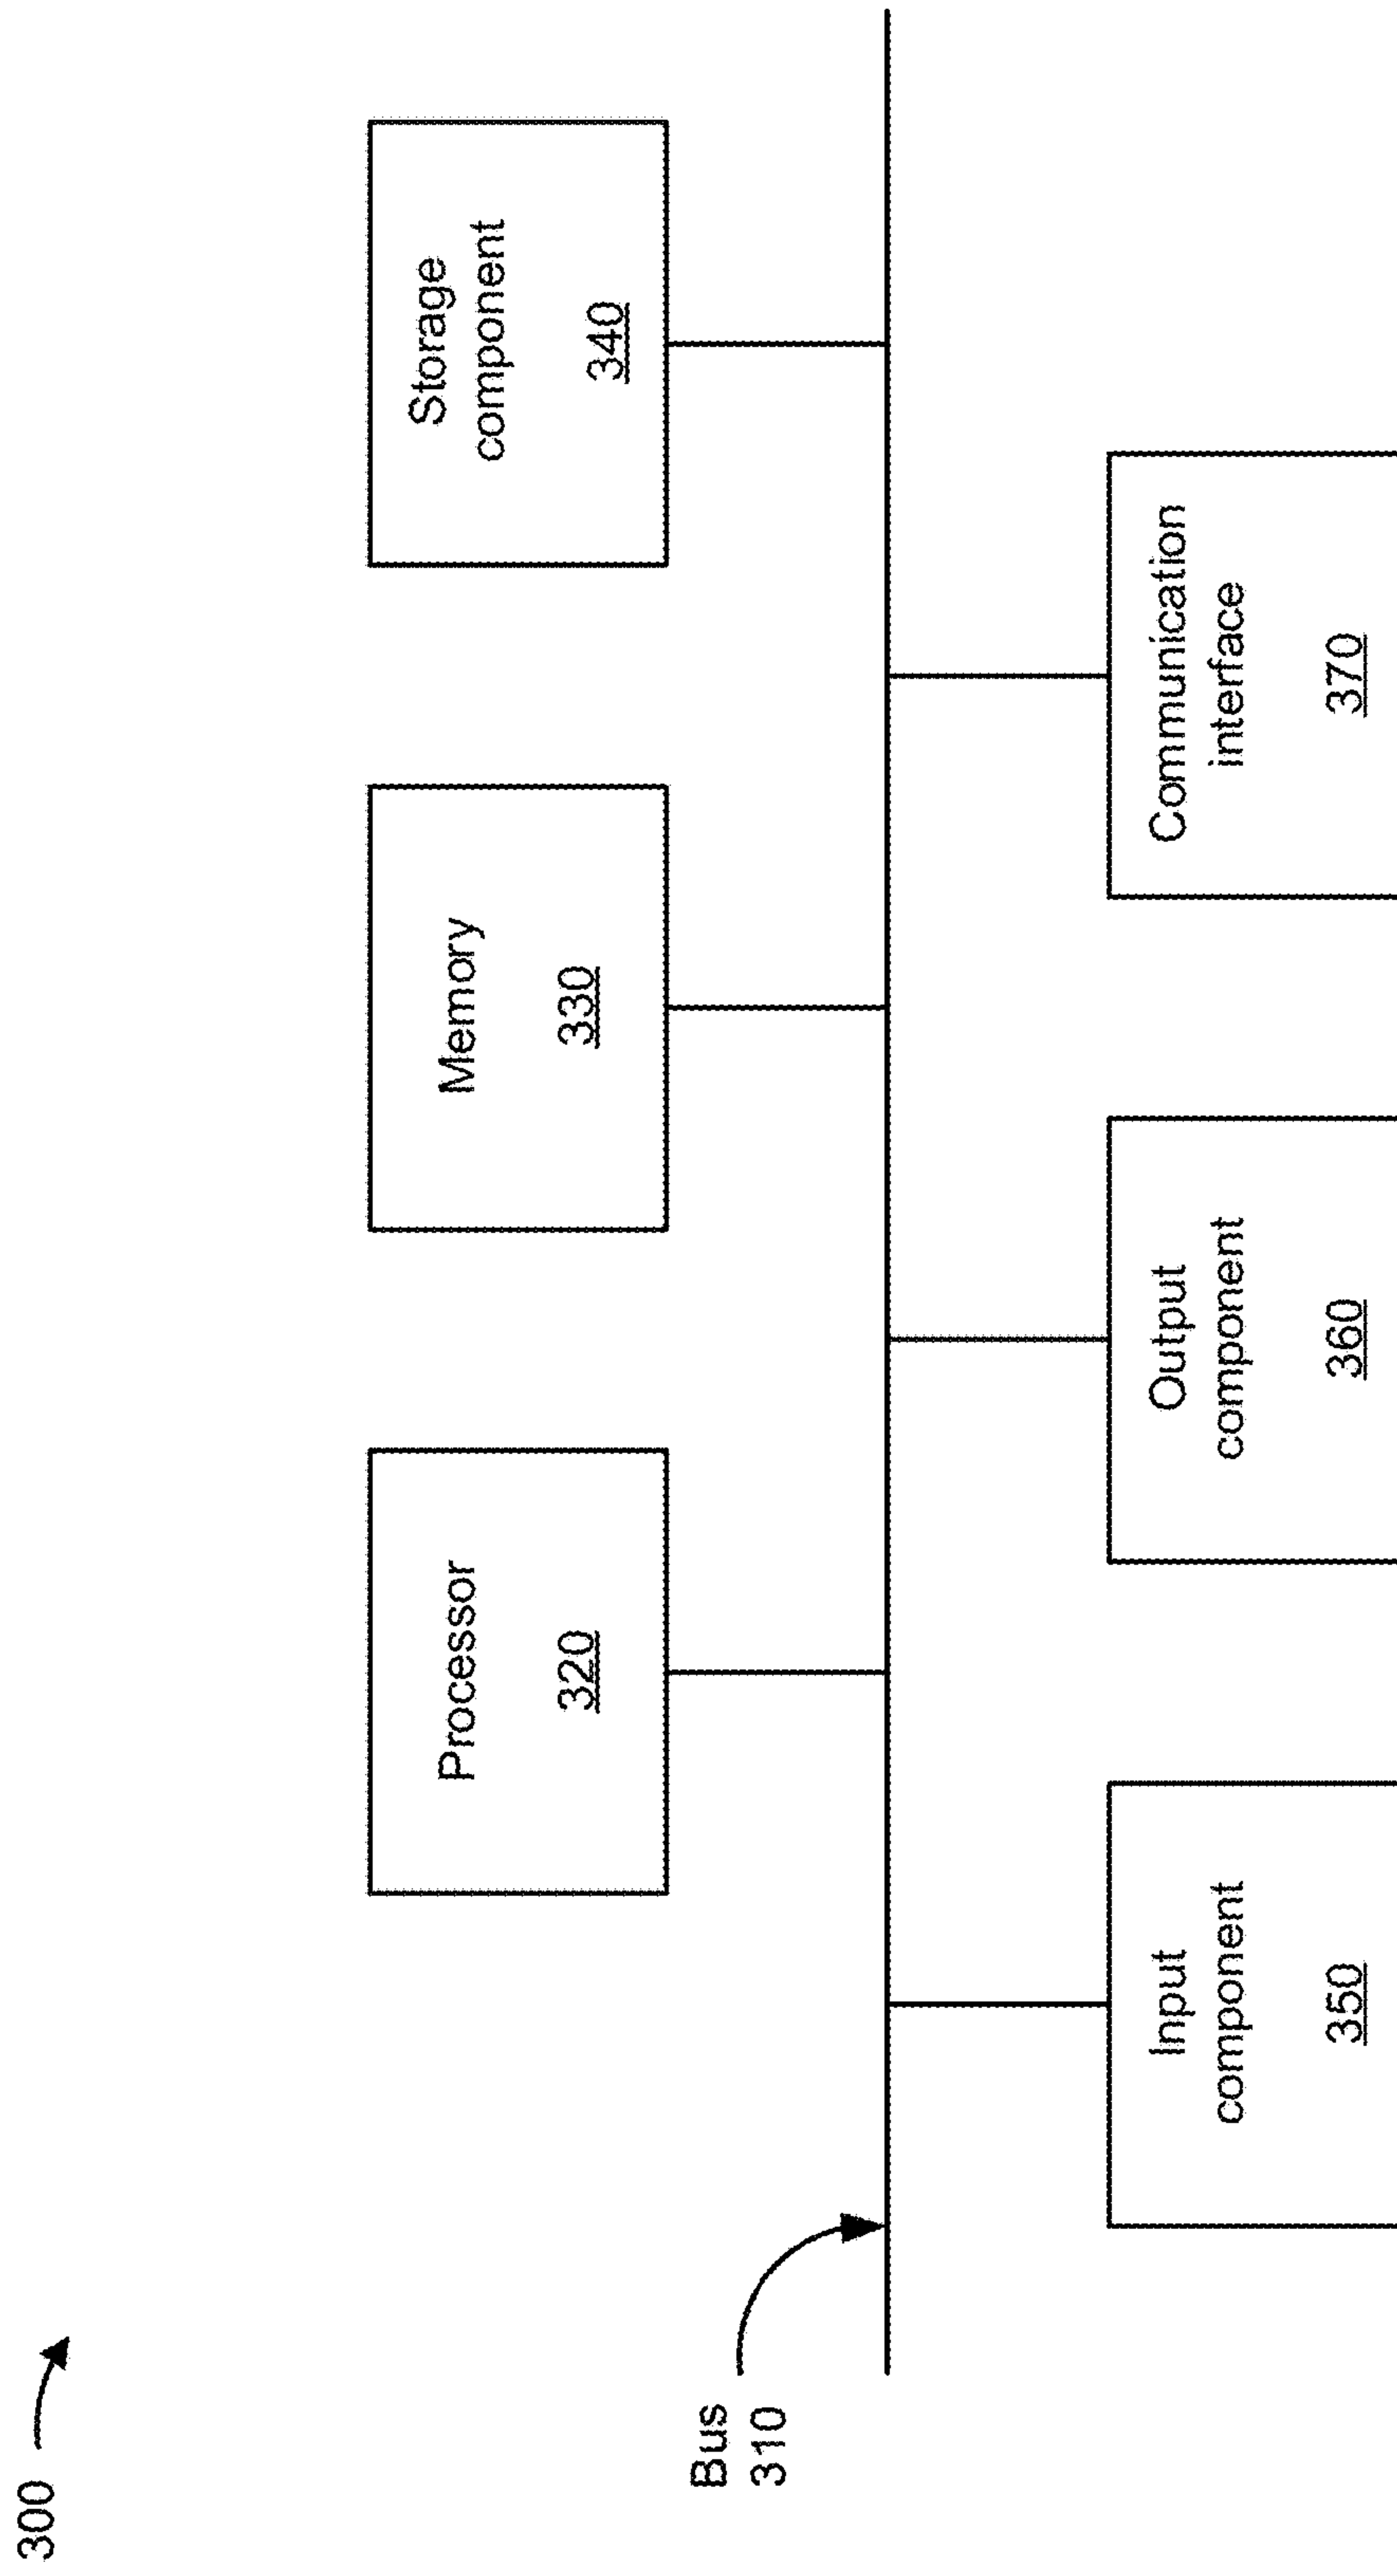 300
Bus
310
Processor
320
Memory
330
Storage
component
340
Input
component
350
Output
component
360
Communication
interface
370